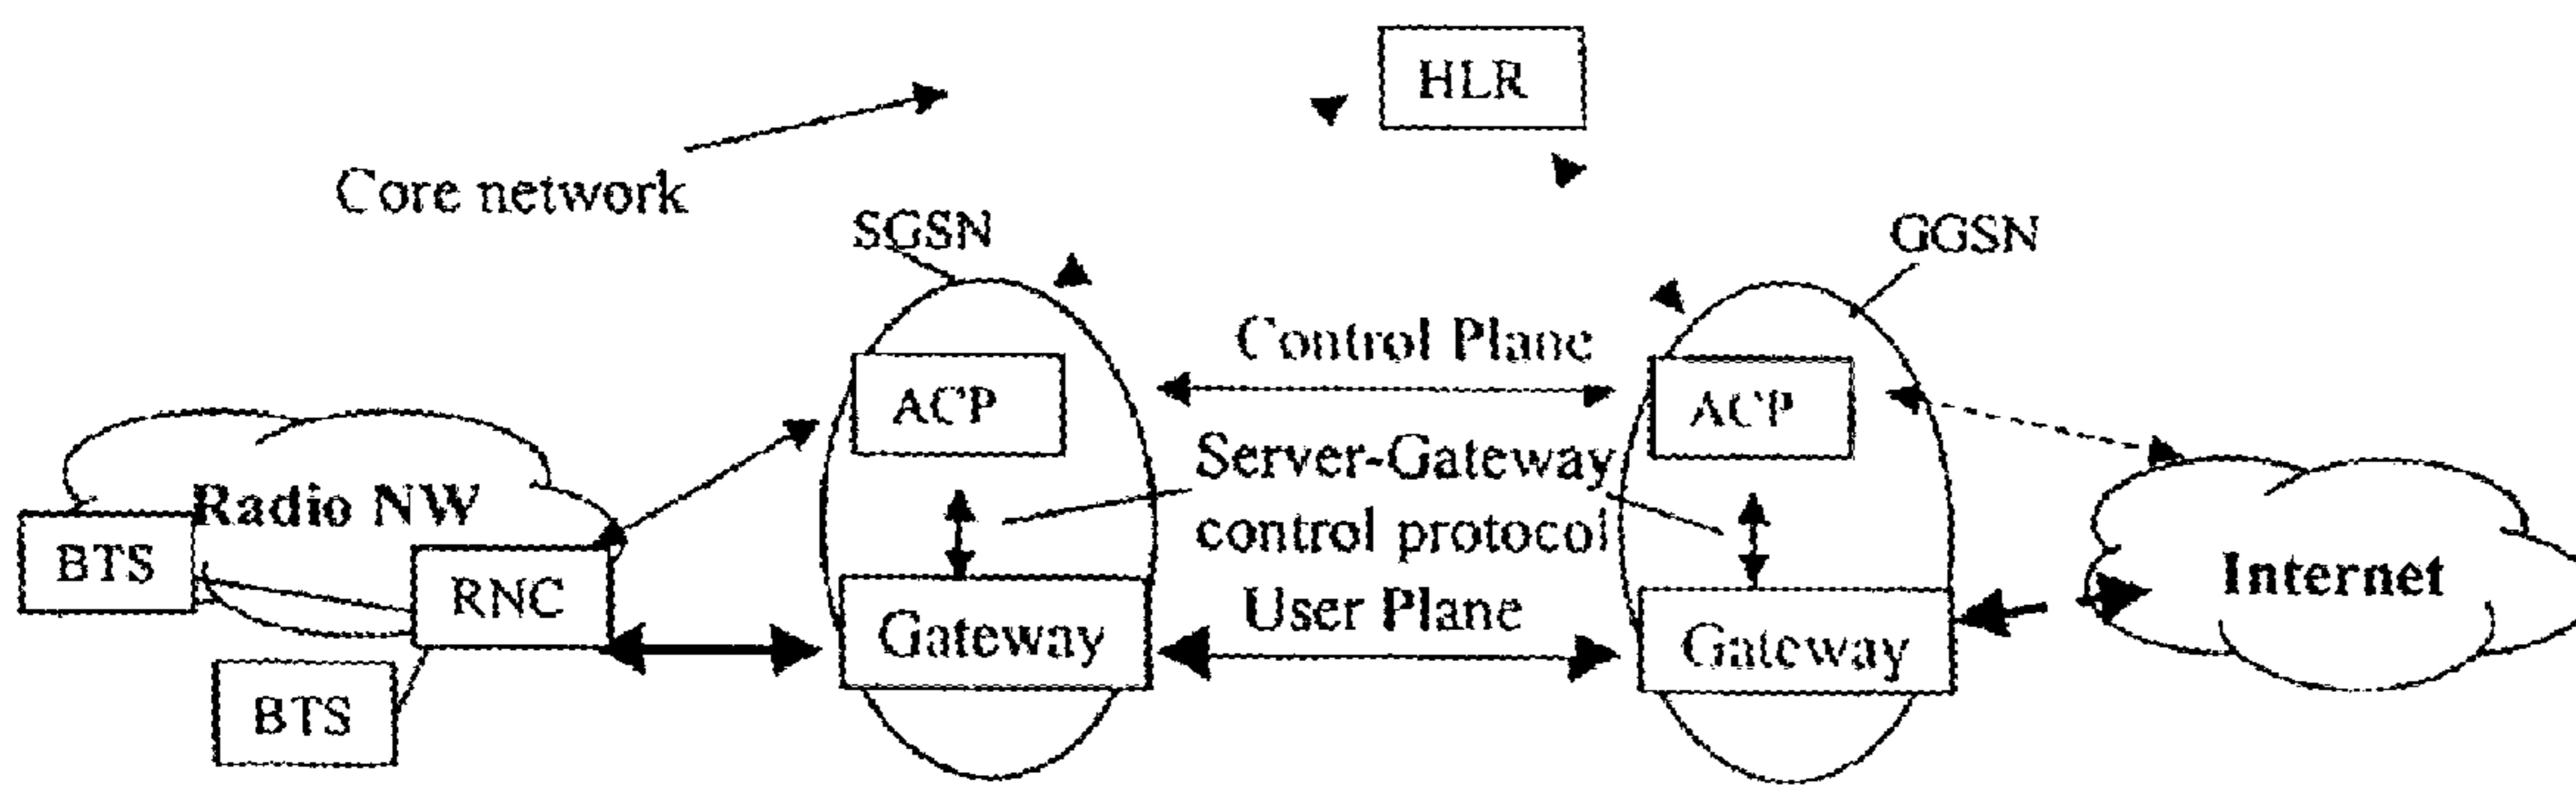 HLR
Core network
SGSN
GGSN
Control Plane
ACP
ACP
Server-Gateway
control protocol
Radio NW
BTS
RNC
Gateway
User Plane
Gateway
Internet
BTS